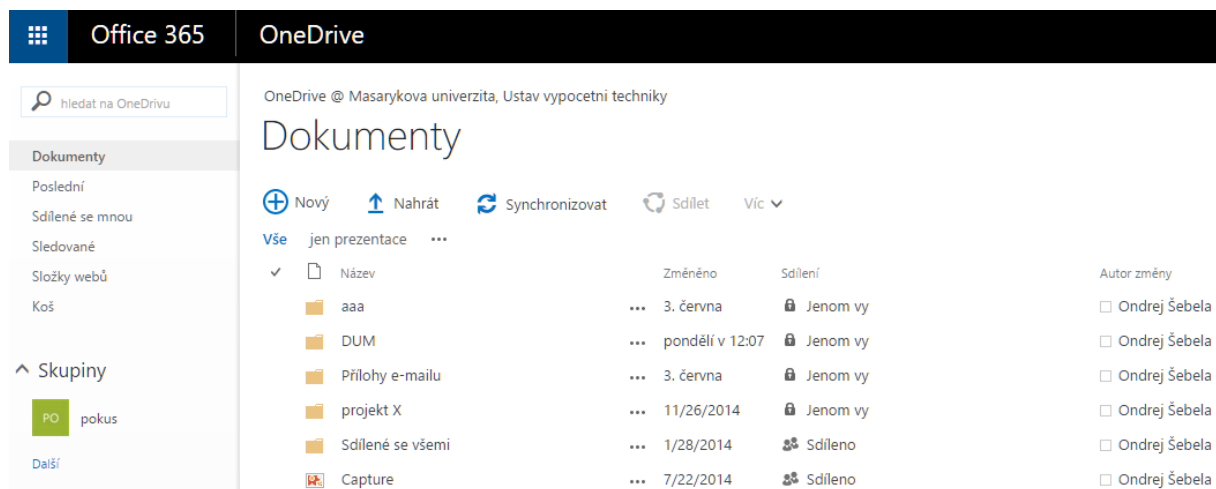 Office 365 OneDrive
hledat na OneDrivu
Dokumenty
Poslední
Sdílené se mnou
Sledované
Složky webů
Koš
Skupiny
PO pokus
Další
OneDrive @ Masarykova univerzita, Ustav vypocetni techniky
Dokumenty
Nový Nahrát Synchronizovat Sdílet Víc
Vše jen prezentace •••
Název Změněno Sdílení Autor změny
aaa ••• 3. června Jenom vy Ondrej Šebela
DUM ••• pondělí v 12:07 Jenom vy Ondrej Šebela
Přílohy e-mailu ••• 3. června Jenom vy Ondrej Šebela
projekt X ••• 11/26/2014 Jenom vy Ondrej Šebela
Sdílené se všemi ••• 1/28/2014 Sdíleno Ondrej Šebela
Capture ••• 7/22/2014 Sdíleno Ondrej Šebela